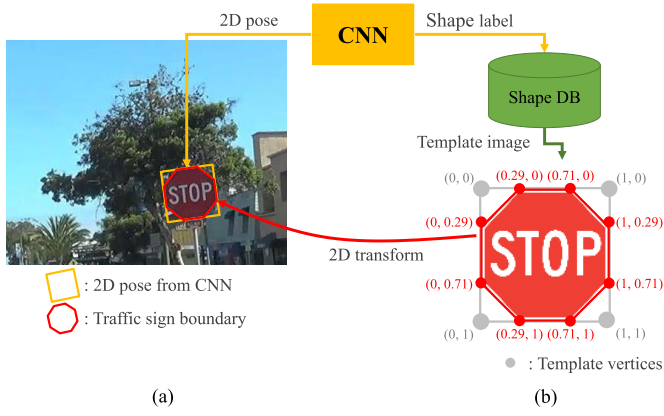 2D pose
CNN
Shape label
Shape DB
Template image
(0, 0)
(0.29, 0)
(0.71, 0)
(1, 0)
STOP
(0, 0.29)
STOP
(1, 0.29)
2D transform
(0, 0.71)
(1, 0.71)
: 2D pose from CNN
(0, 1)
(0.29, 1)
(0.71, 1)
(1, 1)
: Traffic sign boundary
: Template vertices
(a)
(b)